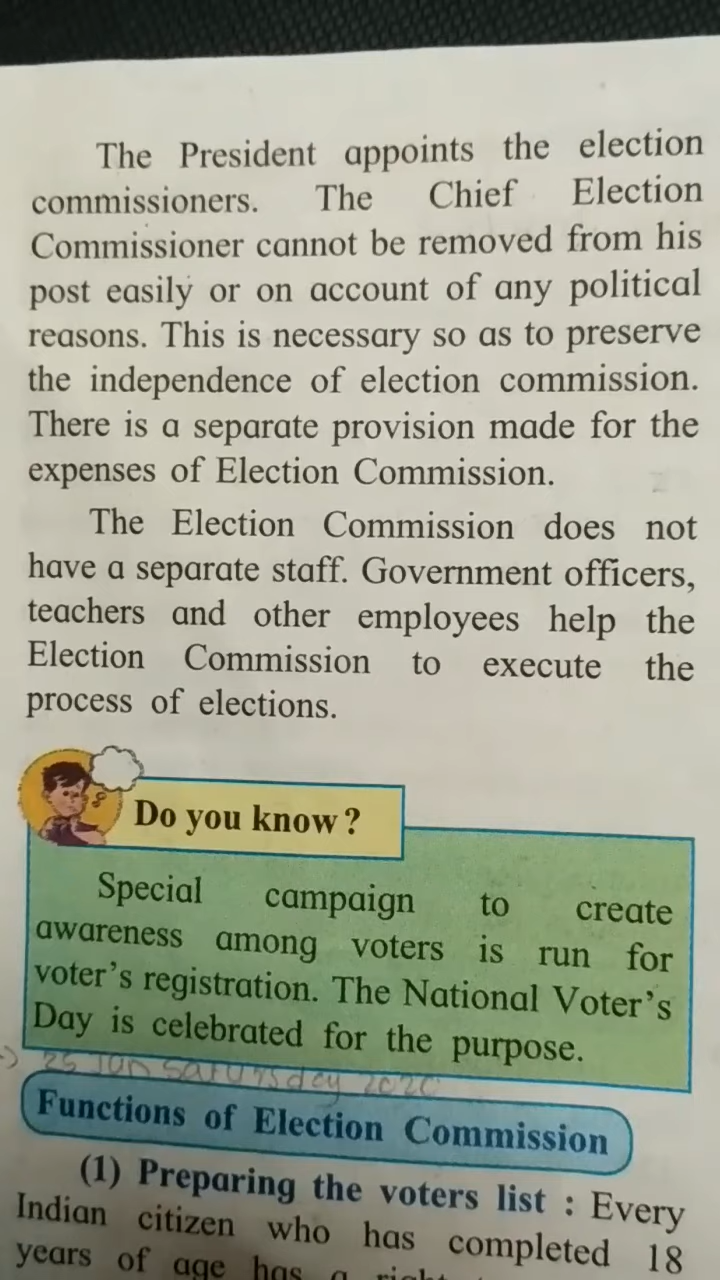 The President appoints the election
commissioners. The Chief Election
Commissioner cannot be removed from his
post easily or on account of any political
reasons. This is necessary so as to preserve
the independence of election commission.
There is a separate provision made for the
expenses of Election Commission.
The Election Commission does not
have a separate staff. Government officers,
teachers and other employees help the
Election Commission to execute the
process of elections.
Do you know?
Special campaign to create
awareness among voters is run for
voter's registration. The National Voter's
Day is celebrated for the purpose.
25 Jan 2020
Functions of Election Commission
(1) Preparing the voters list : Every
Indian citizen who has completed 18
years of age has a